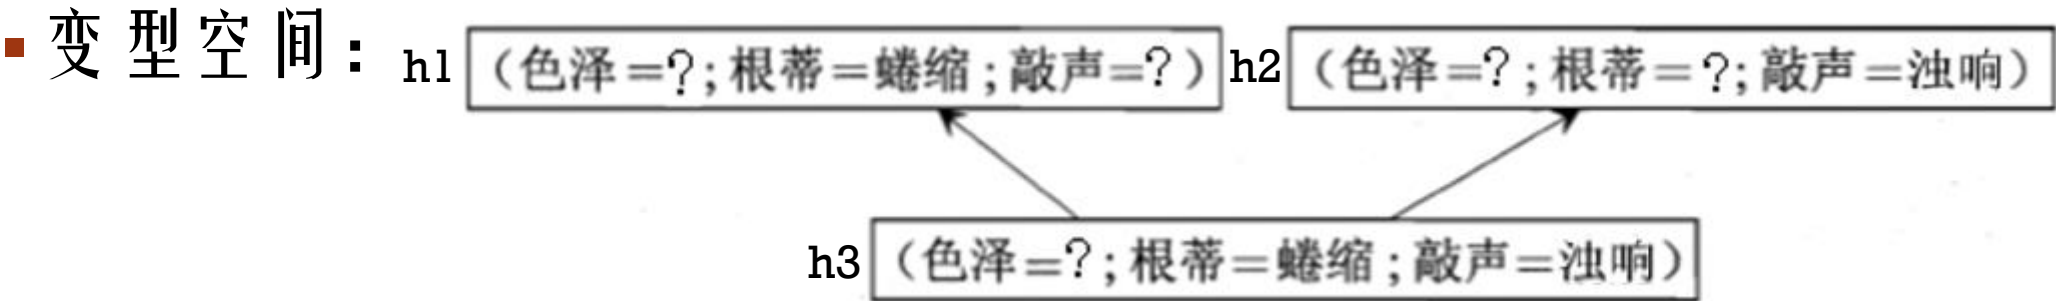 ▪ 变型空间： h1 （色泽=?；根蒂=蜷缩；敲声=?） h2 （色泽=?；根蒂=?；敲声=浊响）
h3 （色泽=?；根蒂=蜷缩；敲声=浊响）